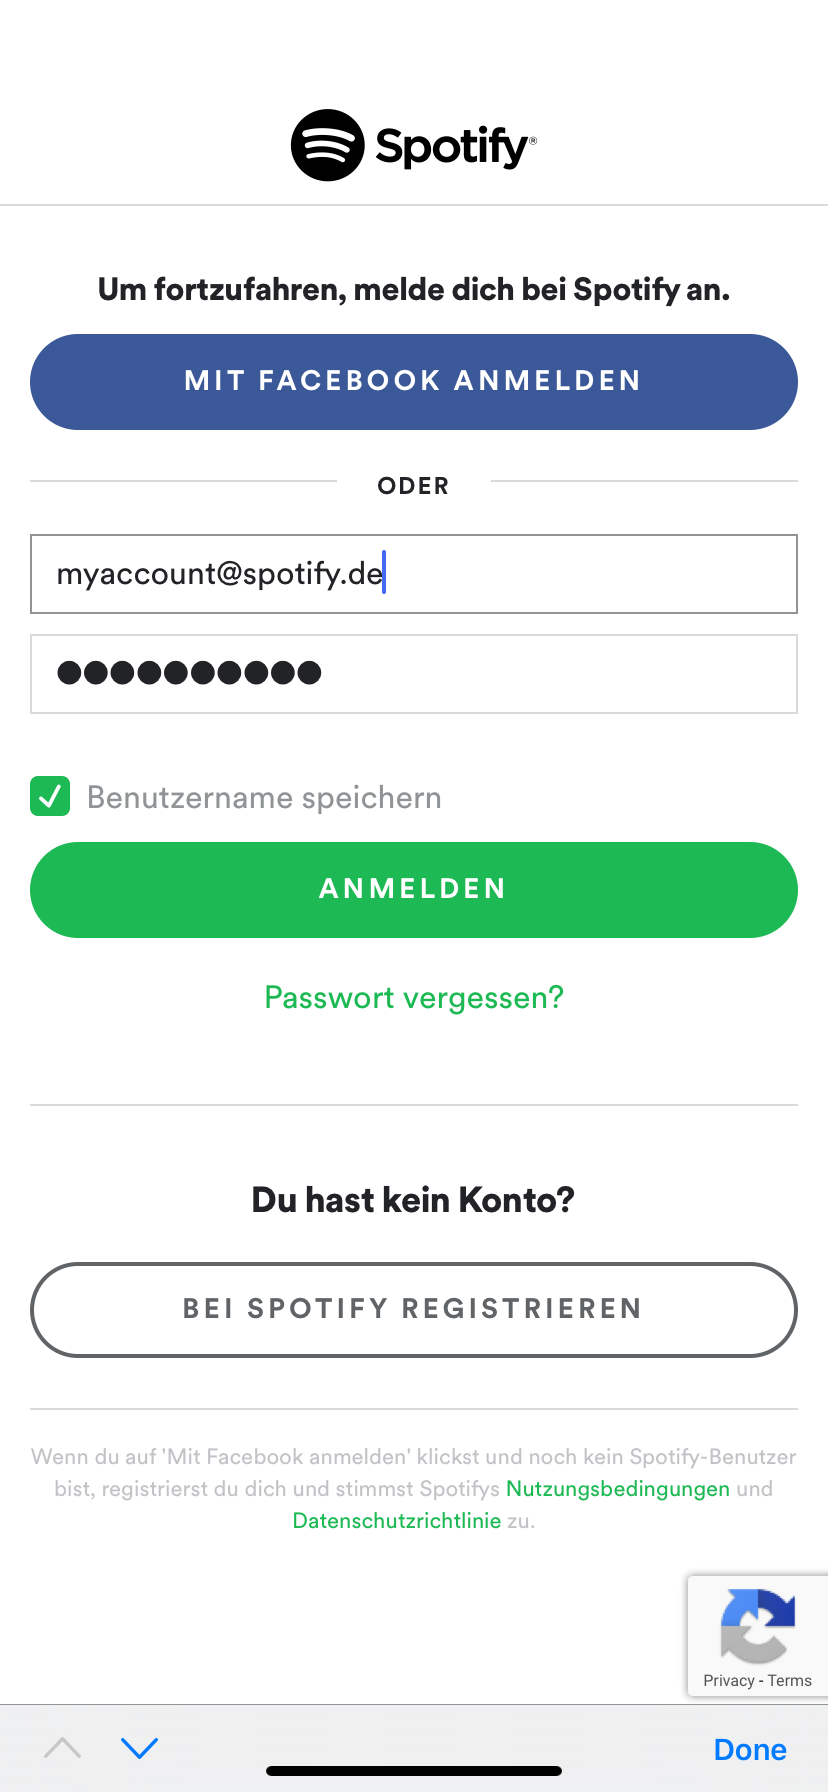 Spotify®
Um fortzufahren, melde dich bei Spotify an.
MIT FACEBOOK ANMELDEN
ODER
myaccount@spotify.de
●●●●●●●●●●
Benutzername speichern
ANMELDEN
Passwort vergessen?
Du hast kein Konto?
BEI SPOTIFY REGISTRIEREN
Wenn du auf 'Mit Facebook anmelden' klickst und noch kein Spotify-Benutzer
bist, registrierst du dich und stimmst Spotifys Nutzungsbedingungen und
Datenschutzrichtlinie zu.
Privacy - Terms
Done